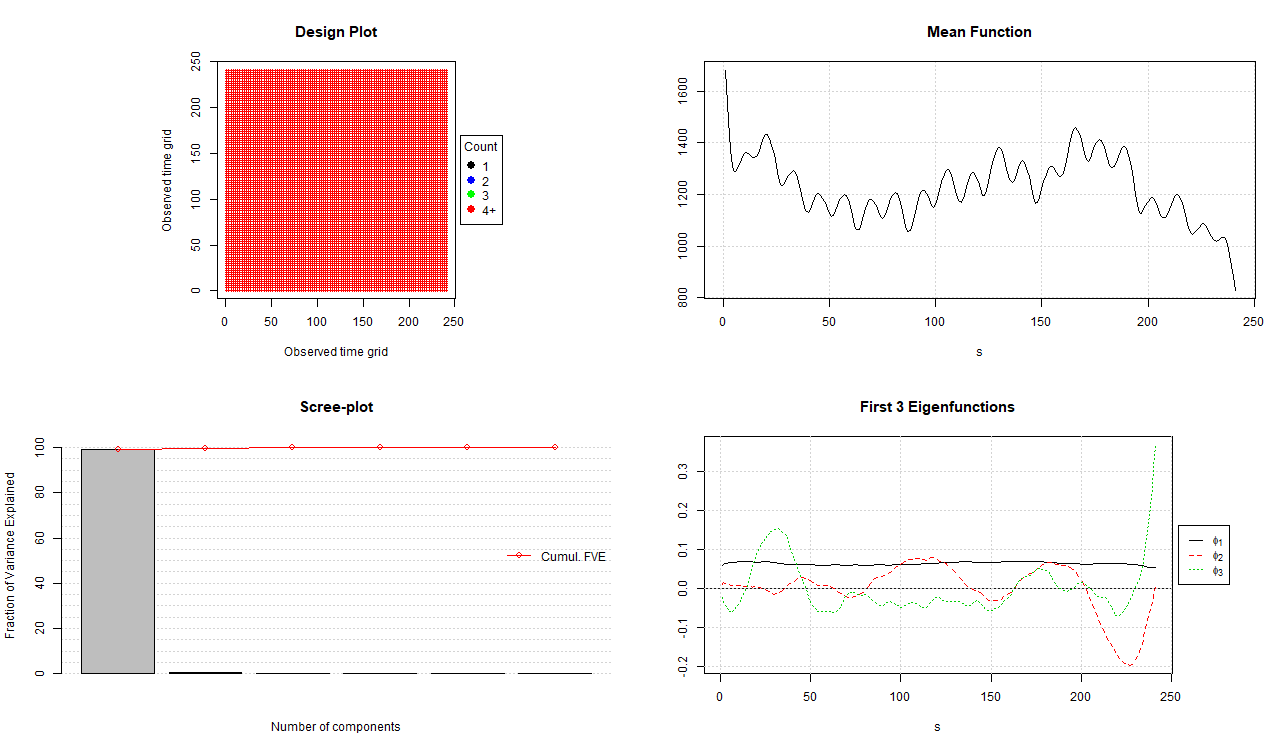 Design Plot
Observed time grid
0 50 100 150 200 250
0 50 100 150 200 250
Observed time grid
Count
1
2
3
4+
Mean Function
800 1000 1200 1400 1600
0 50 100 150 200 250
s
Scree-plot
Fraction of Variance Explained
0 20 40 60 80 100
Cumul. FVE
Number of components
First 3 Eigenfunctions
-0.2 -0.1 0.0 0.1 0.2 0.3
0 50 100 150 200 250
s
ϕ1
ϕ2
ϕ3